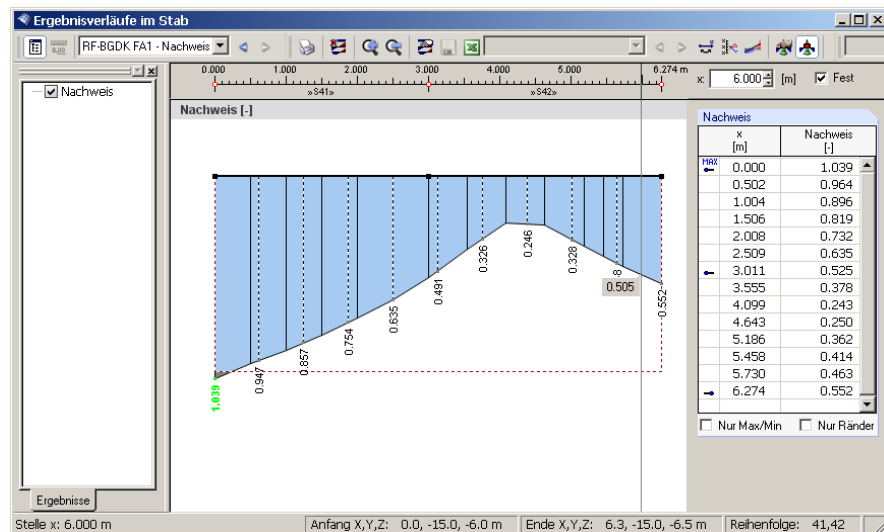 Ergebnisverläufe im Stab
0.00 RF-BGDK FA1 - Nachweis
0.000 1.000 2.000 3.000 4.000 5.000 6.274 m
»S41» »S42»
x: 6.000 [m] Fest
Nachweis
Nachweis [-]
1.039
0.947
0.857
0.754
0.635
0.491
0.326
0.246
0.328
0.505
0.552
Nachweis
x Nachweis
[m] [-]
MAX 0.000 1.039
0.502 0.964
1.004 0.896
1.506 0.819
2.008 0.732
2.509 0.635
3.011 0.525
3.555 0.378
4.099 0.243
4.643 0.250
5.186 0.362
5.458 0.414
5.730 0.463
6.274 0.552
Nur Max/Min Nur Ränder
Ergebnisse
Stelle x: 6.000 m Anfang X,Y,Z: 0.0, -15.0, -6.0 m Ende X,Y,Z: 6.3, -15.0, -6.5 m Reihenfolge: 41,42